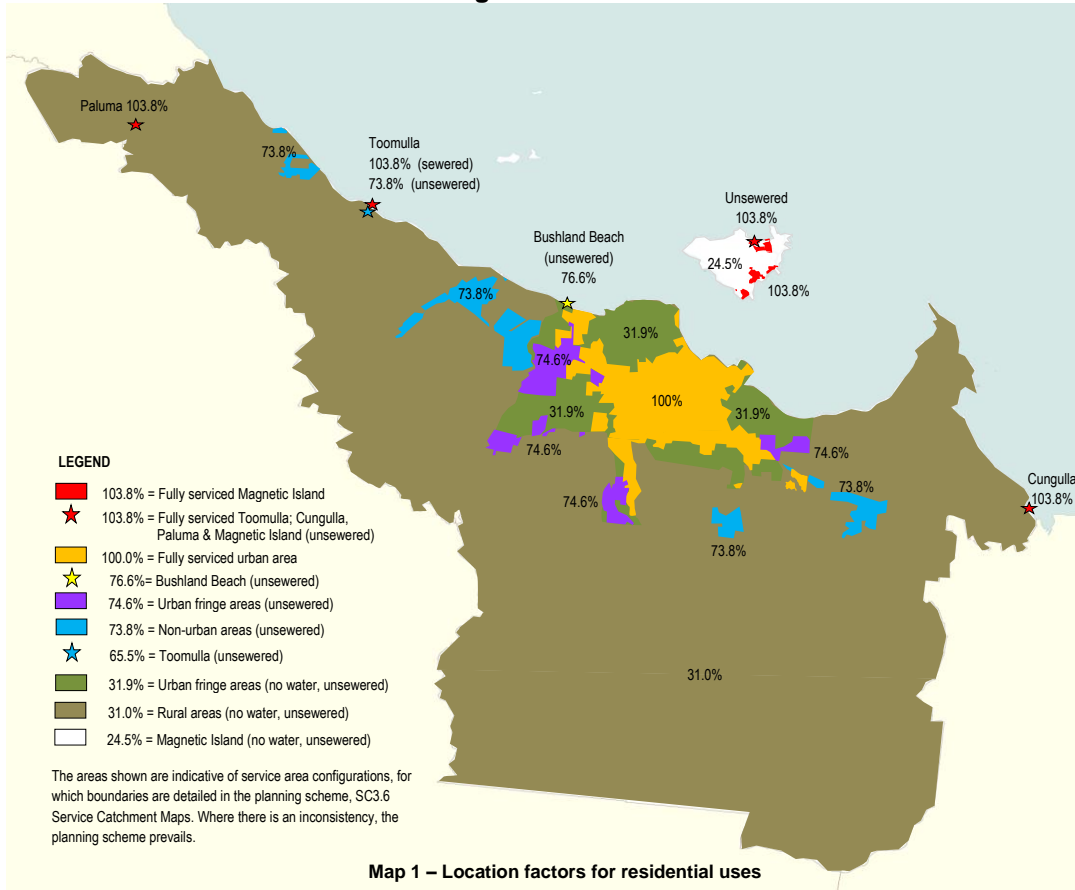 Paluma 103.8%
73.8%
Toomulla
103.8% (sewered)
73.8% (unsewered)
Unsewered
103.8%
24.5%
103.8%
Bushland Beach
(unsewered)
76.6%
73.8%
31.9%
74.6%
100%
31.9%
31.9%
74.6%
74.6%
74.6%
73.8%
73.8%
Cungulla
103.8%
31.0%
LEGEND
103.8% = Fully serviced Magnetic Island
103.8% = Fully serviced Toomulla; Cungulla,
Paluma & Magnetic Island (unsewered)
100.0% = Fully serviced urban area
76.6%= Bushland Beach (unsewered)
74.6% = Urban fringe areas (unsewered)
73.8% = Non-urban areas (unsewered)
65.5% = Toomulla (unsewered)
31.9% = Urban fringe areas (no water, unsewered)
31.0% = Rural areas (no water, unsewered)
24.5% = Magnetic Island (no water, unsewered)
The areas shown are indicative of service area configurations, for
which boundaries are detailed in the planning scheme, SC3.6
Service Catchment Maps. Where there is an inconsistency, the
planning scheme prevails.
Map 1 – Location factors for residential uses